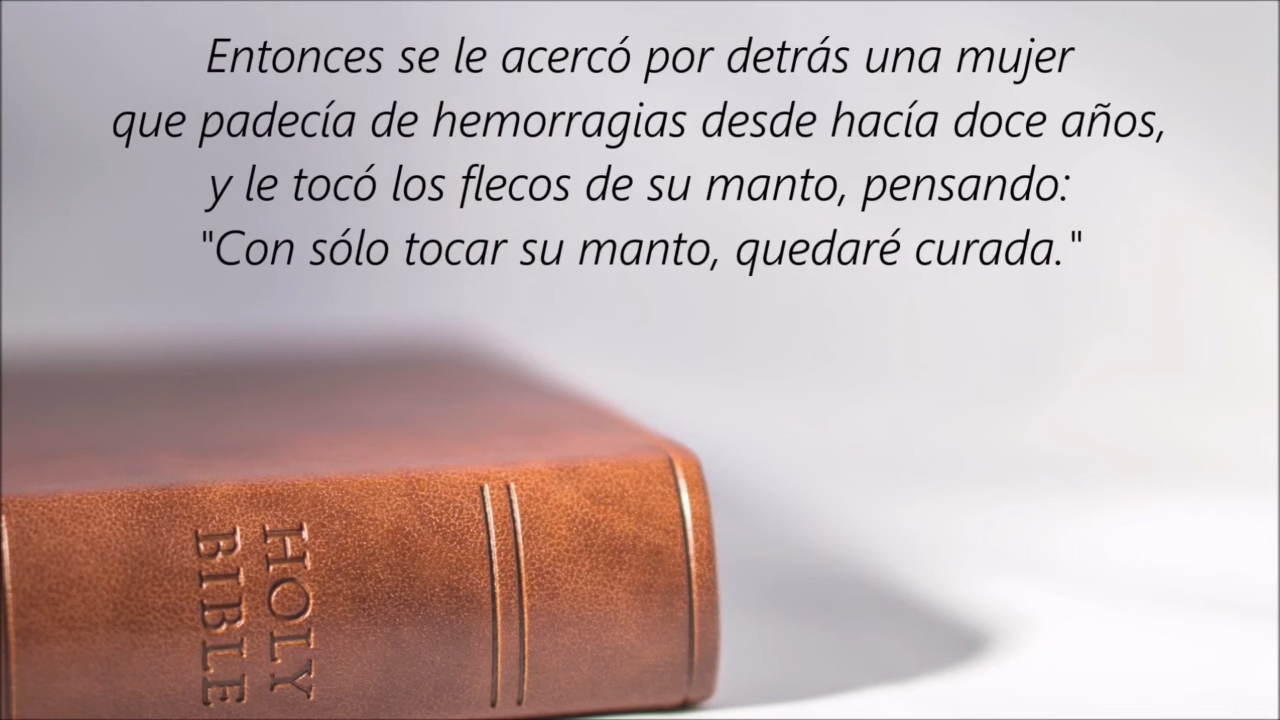 Entonces se le acercó por detrás una mujer
que padecía de hemorragias desde hacía doce años,
y le tocó los flecos de su manto, pensando:
"Con sólo tocar su manto, quedaré curada."
HOLY
BIBLE